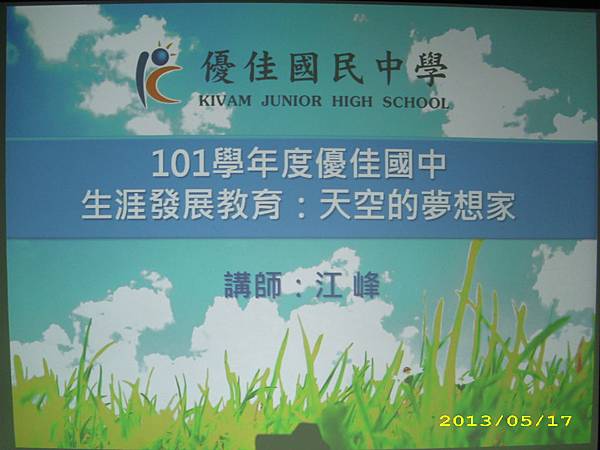 優佳國民中學
KIVAM JUNIOR HIGH SCHOOL
101學年度優佳國中
生涯發展教育：天空的夢想家
講師：江 峰
2013/05/17